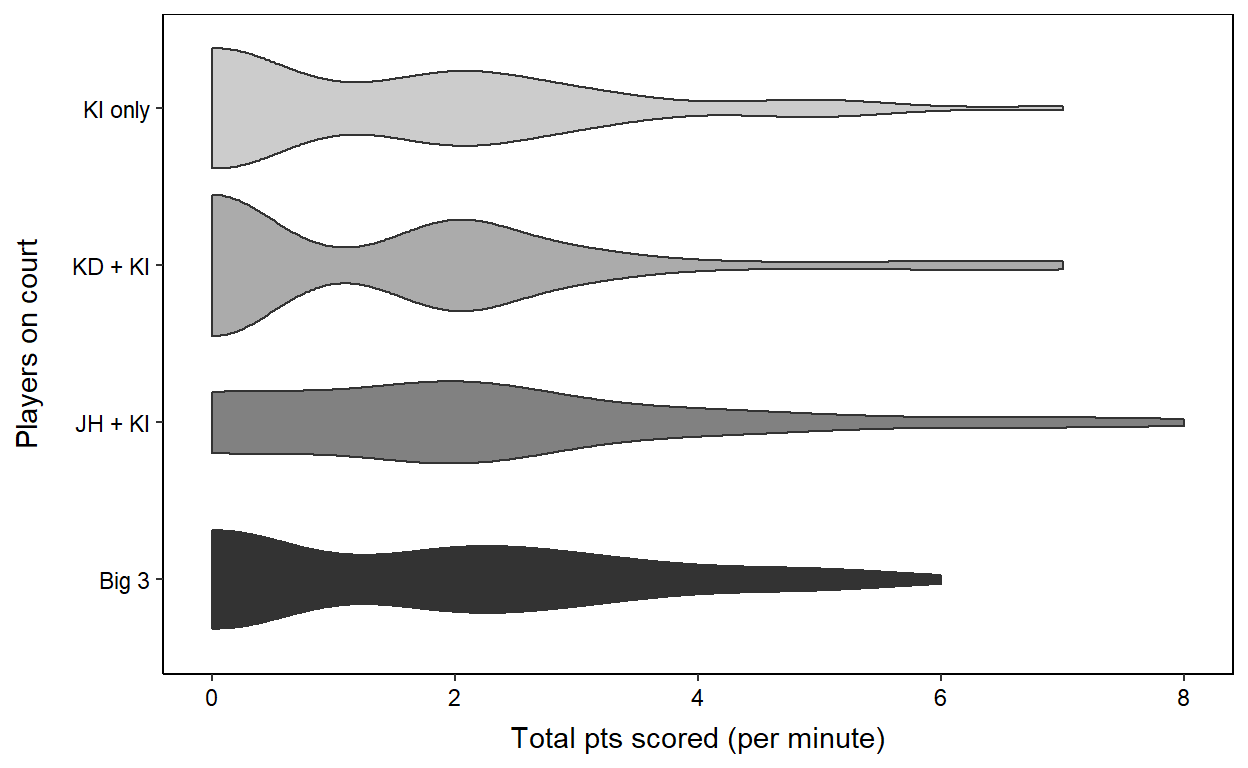 Players on court
KI only
KD + KI
JH + KI
Big 3
0 2 4 6 8
Total pts scored (per minute)